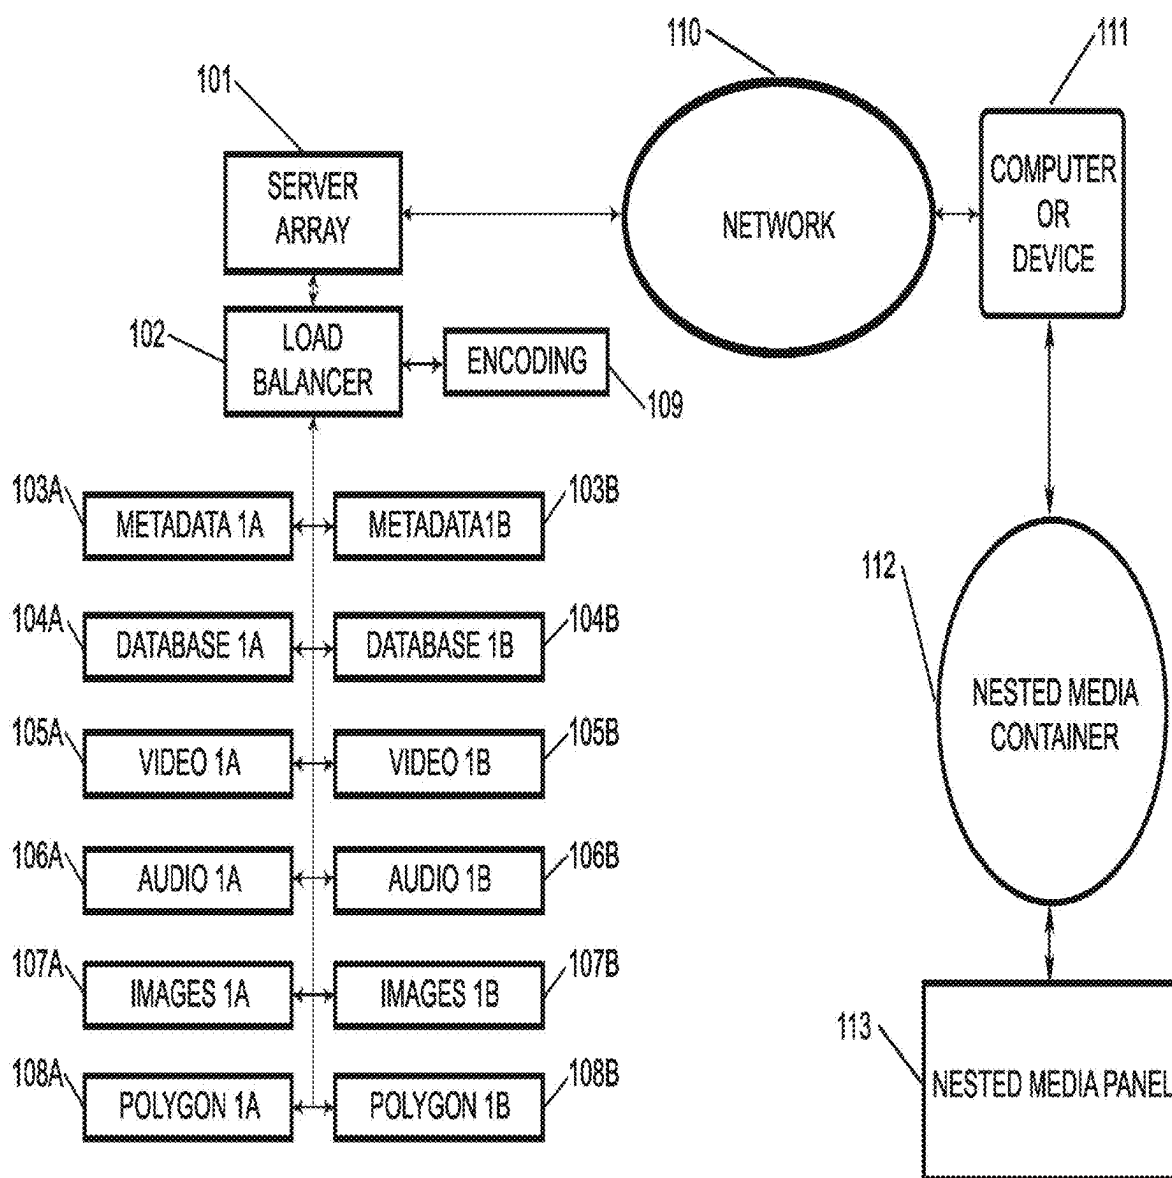 110
111
101
SERVER
ARRAY
NETWORK
COMPUTER
OR
DEVICE
102
LOAD
BALANCER
ENCODING
109
103A
METADATA 1A
METADATA1B
103B
104A
DATABASE 1A
DATABASE 1B
104B
105A
VIDEO 1A
VIDEO 1B
105B
106A
AUDIO 1A
AUDIO 1B
106B
107A
IMAGES 1A
IMAGES 1B
107B
108A
POLYGON 1A
POLYGON 1B
108B
112
NESTED MEDIA
CONTAINER
113
NESTED MEDIA PANEL